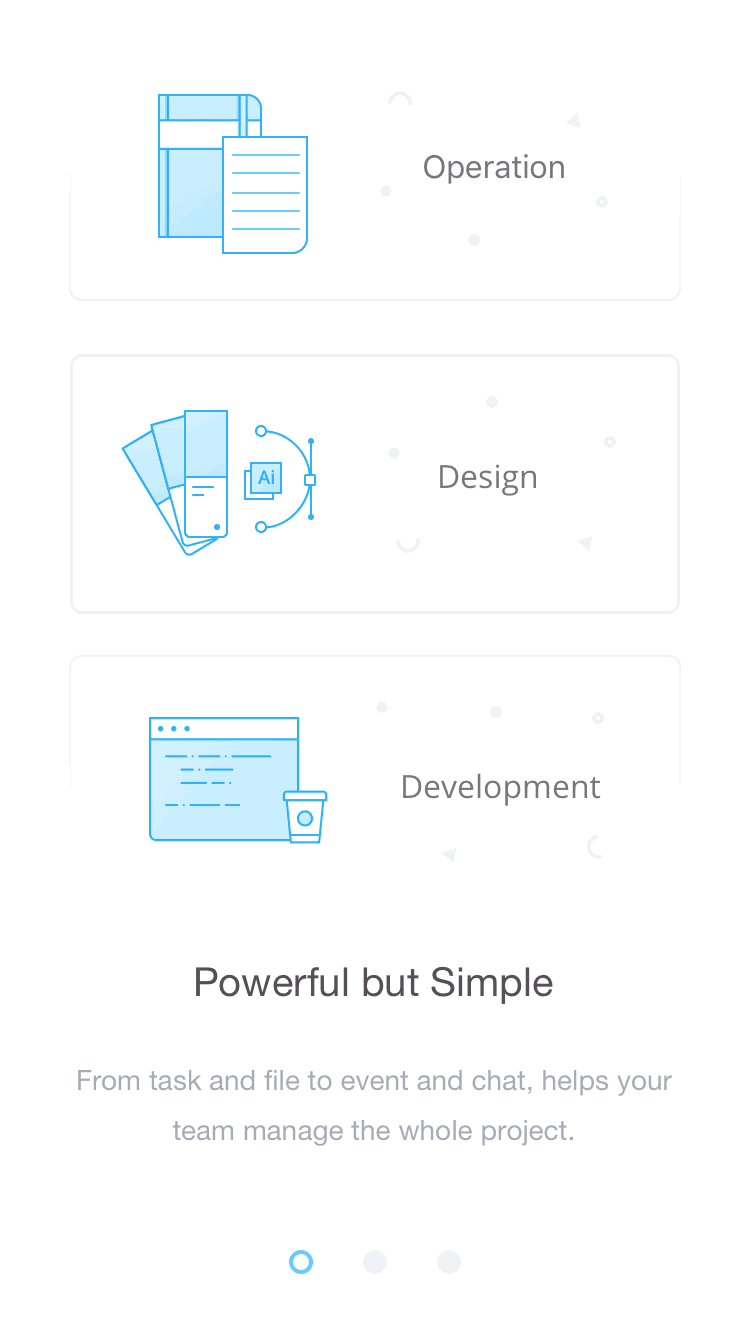 Operation
Ai
Design
Development
Powerful but Simple
From task and file to event and chat, helps your
team manage the whole project.